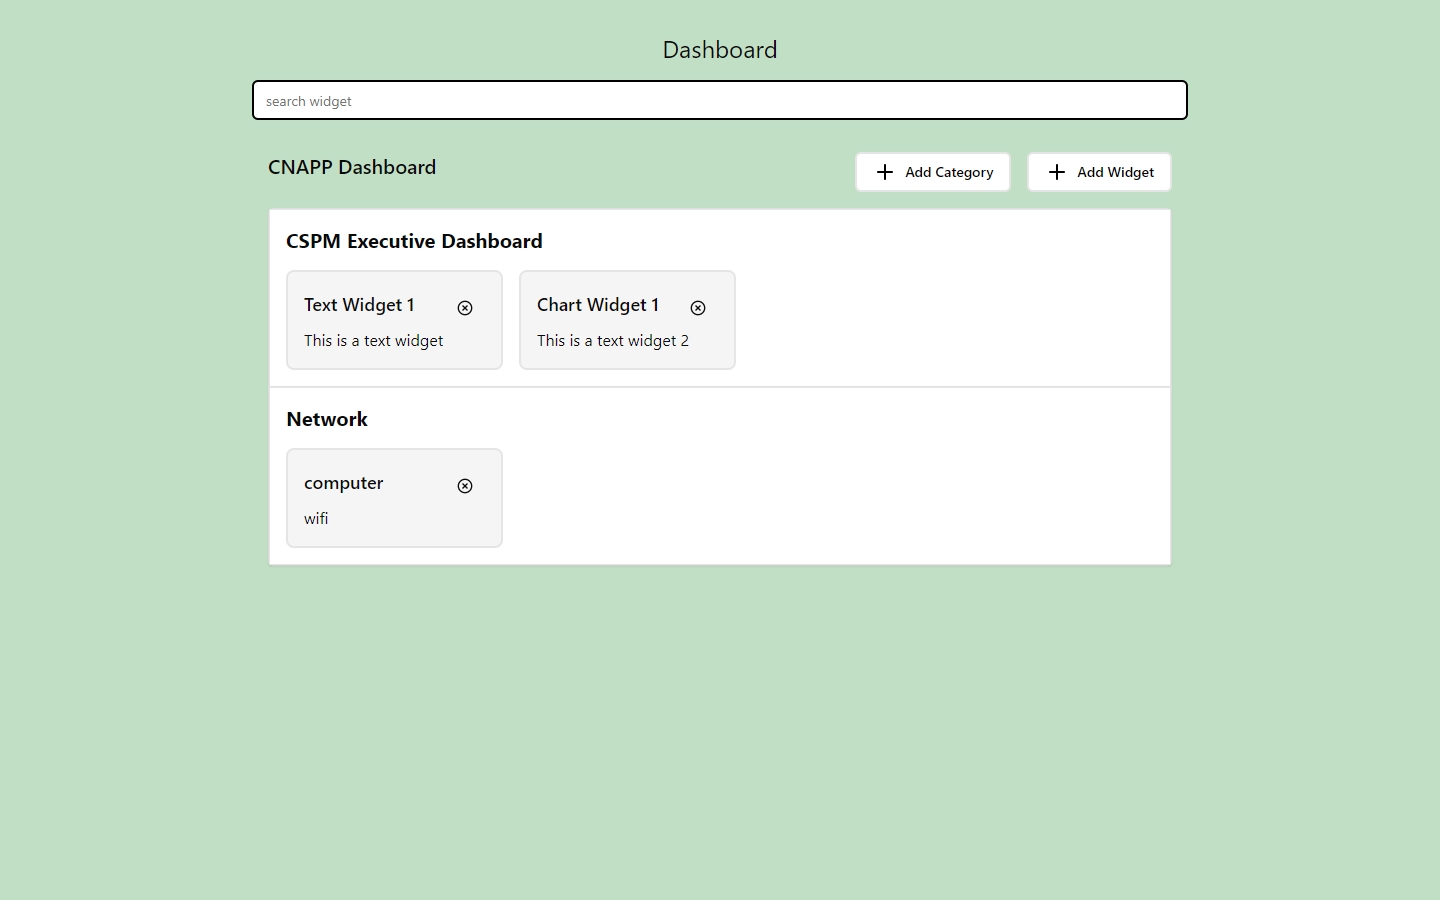 Dashboard
search widget
CNAPP Dashboard
Add Category
Add Widget
CSPM Executive Dashboard
Text Widget 1
This is a text widget
Chart Widget 1
This is a text widget 2
Network
computer
wifi